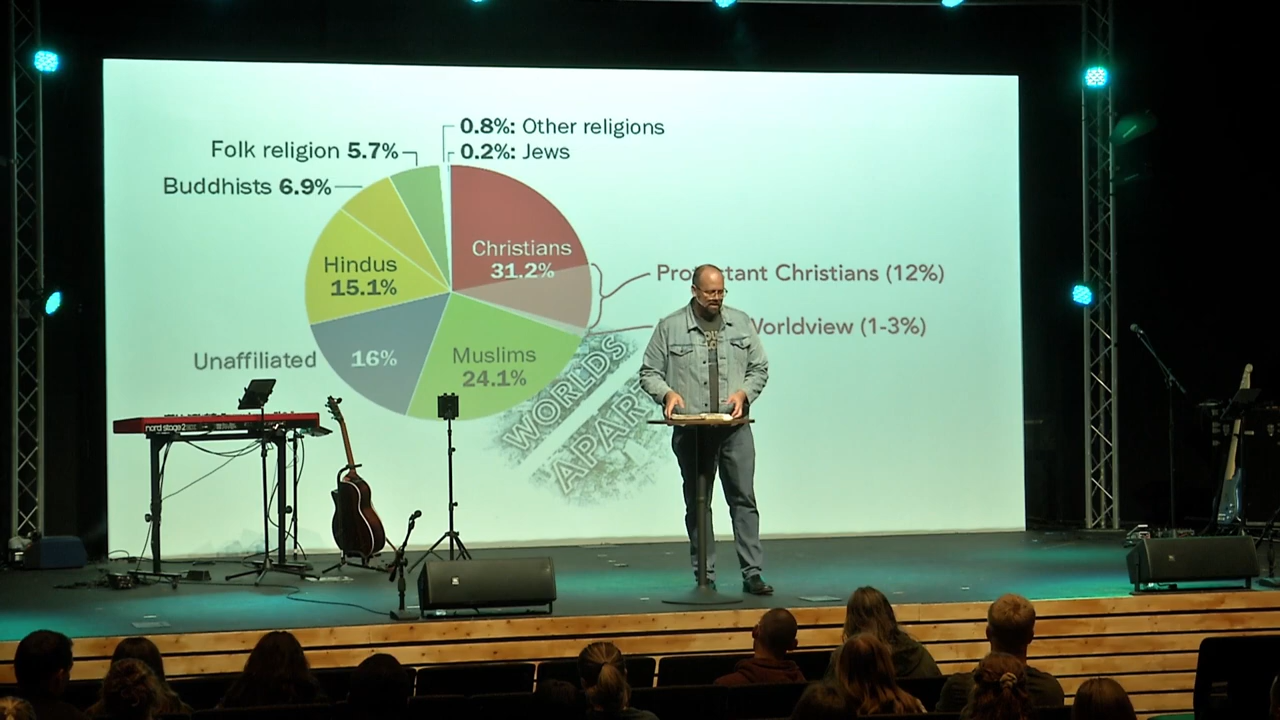 0.8%: Other religions
Folk religion 5.7%
0.2%: Jews
Buddhists 6.9%
Christians
31.2%
Hindus
15.1%
Protestant Christians (12%)
Worldview (1-3%)
Unaffiliated
16%
Muslims
24.1%
WORLDS
APART
nord stage 2